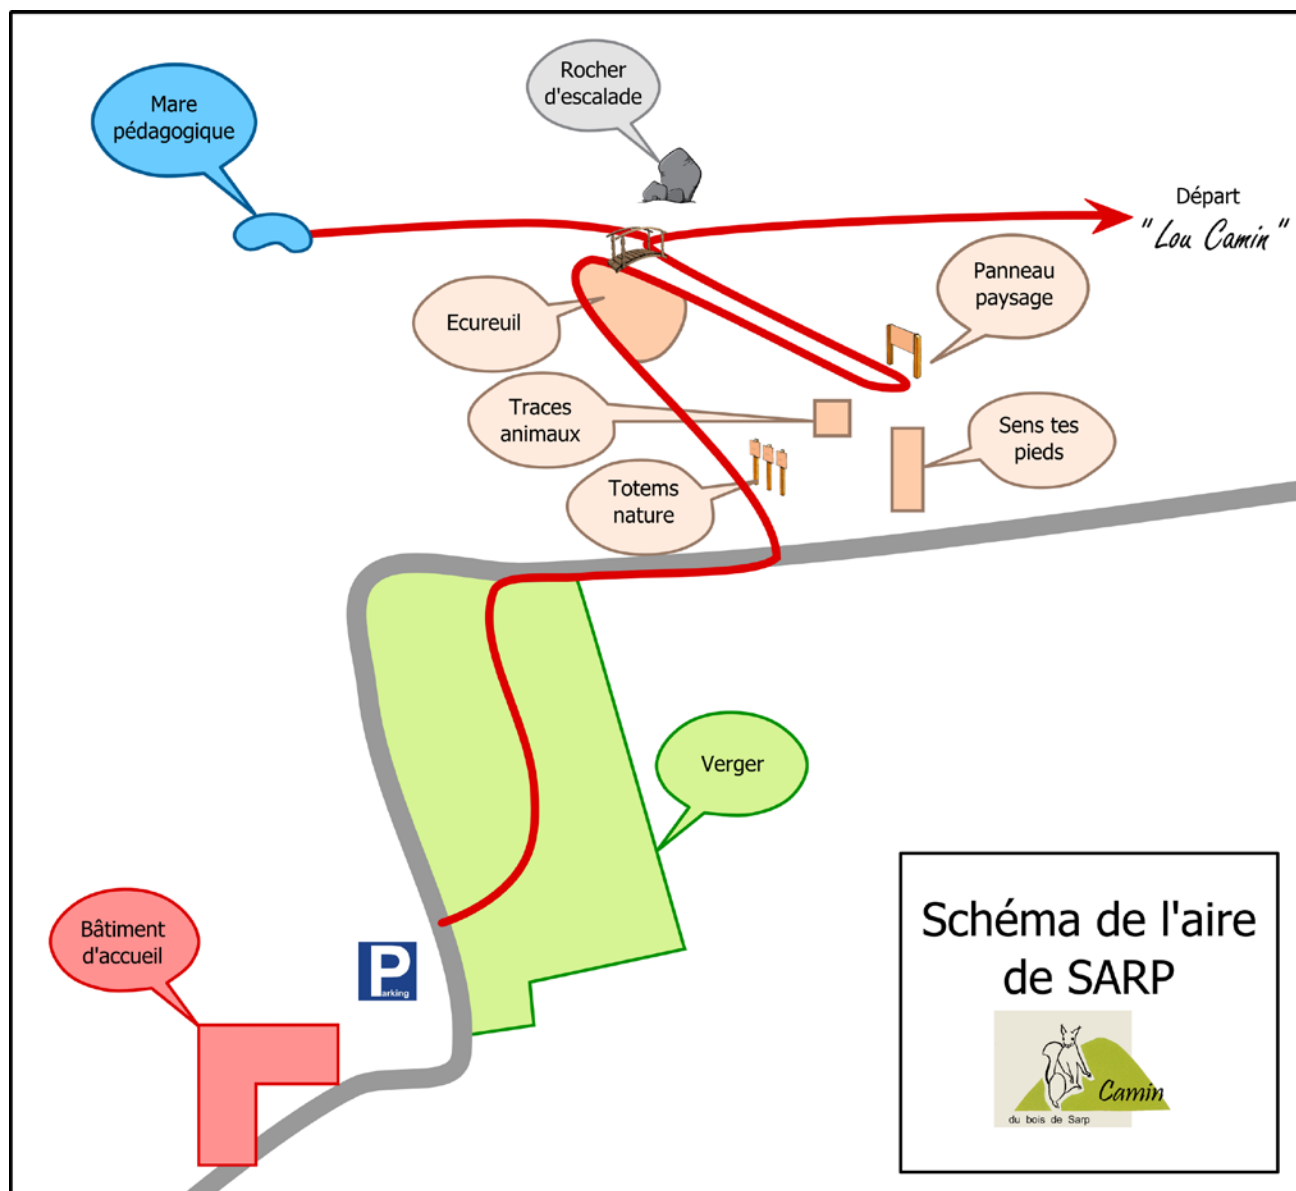 Rocher
d'escalade
Mare
pédagogique
Départ
"Lou Camin"
Panneau
paysage
Ecureuil
Traces
animaux
Sens tes
pieds
Totems
nature
Verger
Bâtiment
d'accueil
P
arking
Schéma de l'aire
de SARP
Camin
du bois de Sarp